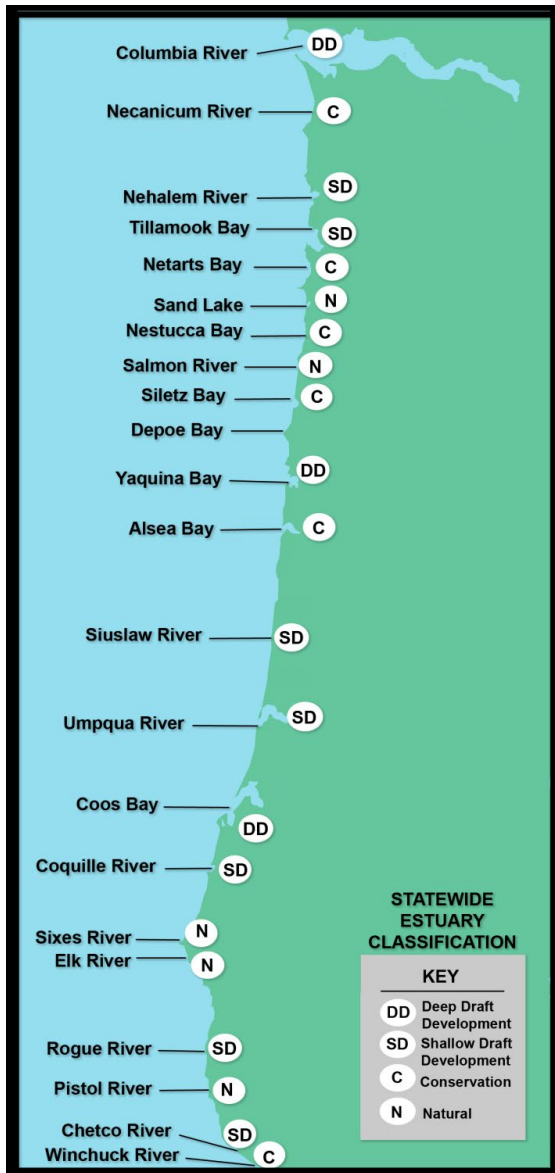 Columbia River
DD
Necanicum River
C
Nehalem River
SD
Tillamook Bay
SD
Netarts Bay
C
Sand Lake
N
Nestucca Bay
C
Salmon River
N
Siletz Bay
C
Depoe Bay
Yaquina Bay
DD
Alsea Bay
C
Siuslaw River
SD
Umpqua River
SD
Coos Bay
DD
Coquille River
SD
Sixes River
N
Elk River
N
Rogue River
SD
Pistol River
N
Chetco River
SD
Winchuck River
C
STATEWIDE
ESTUARY
CLASSIFICATION
KEY
DD Deep Draft
Development
SD Shallow Draft
Development
C Conservation
N Natural